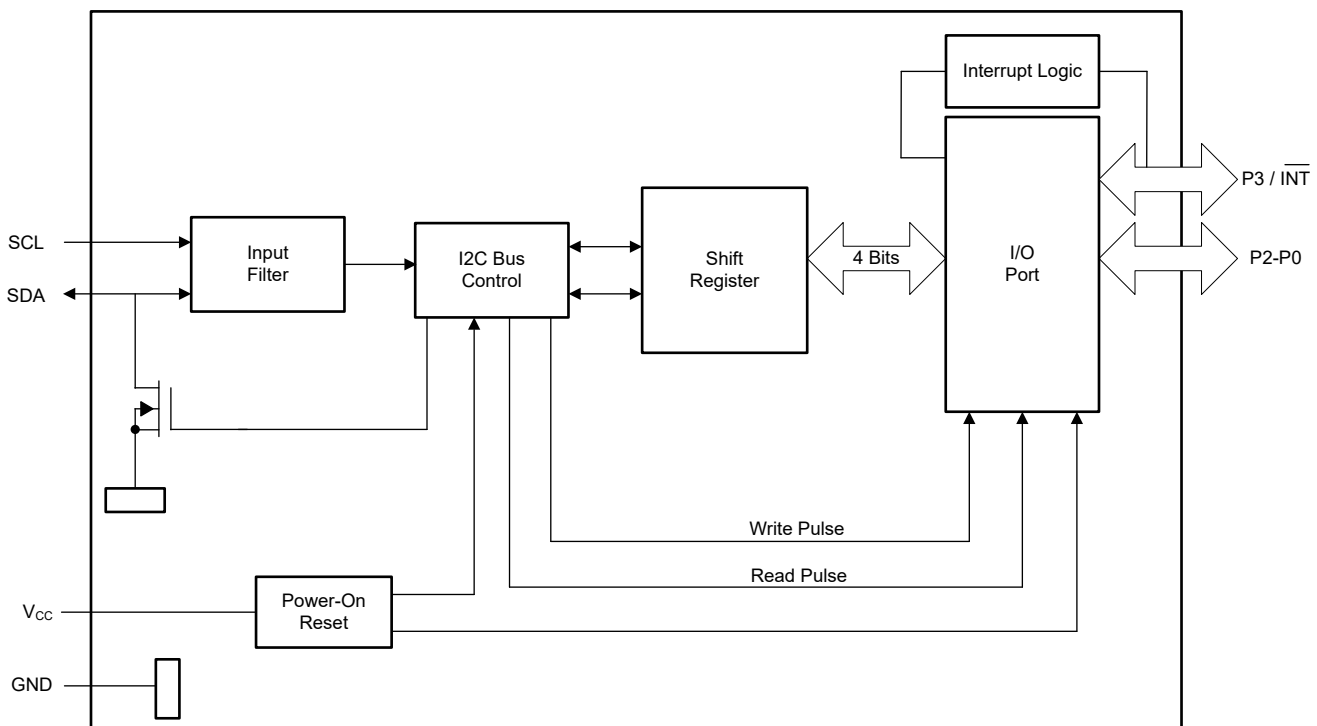 Interrupt Logic
P3 / I̅N̅T̅
SCL
Input
Filter
I2C Bus
Control
Shift
Register
4 Bits
I/O
Port
P2-P0
SDA
Write Pulse
Read Pulse
VCC
Power-On
Reset
GND